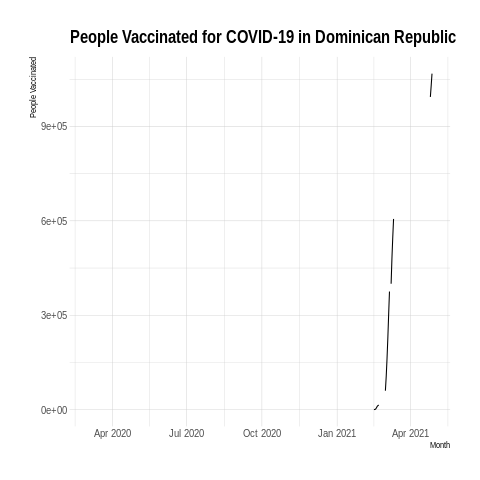 People Vaccinated for COVID-19 in Dominican Republic
People Vaccinated
9e+05
6e+05
3e+05
0e+00
Apr 2020 Jul 2020 Oct 2020 Jan 2021 Apr 2021
Month